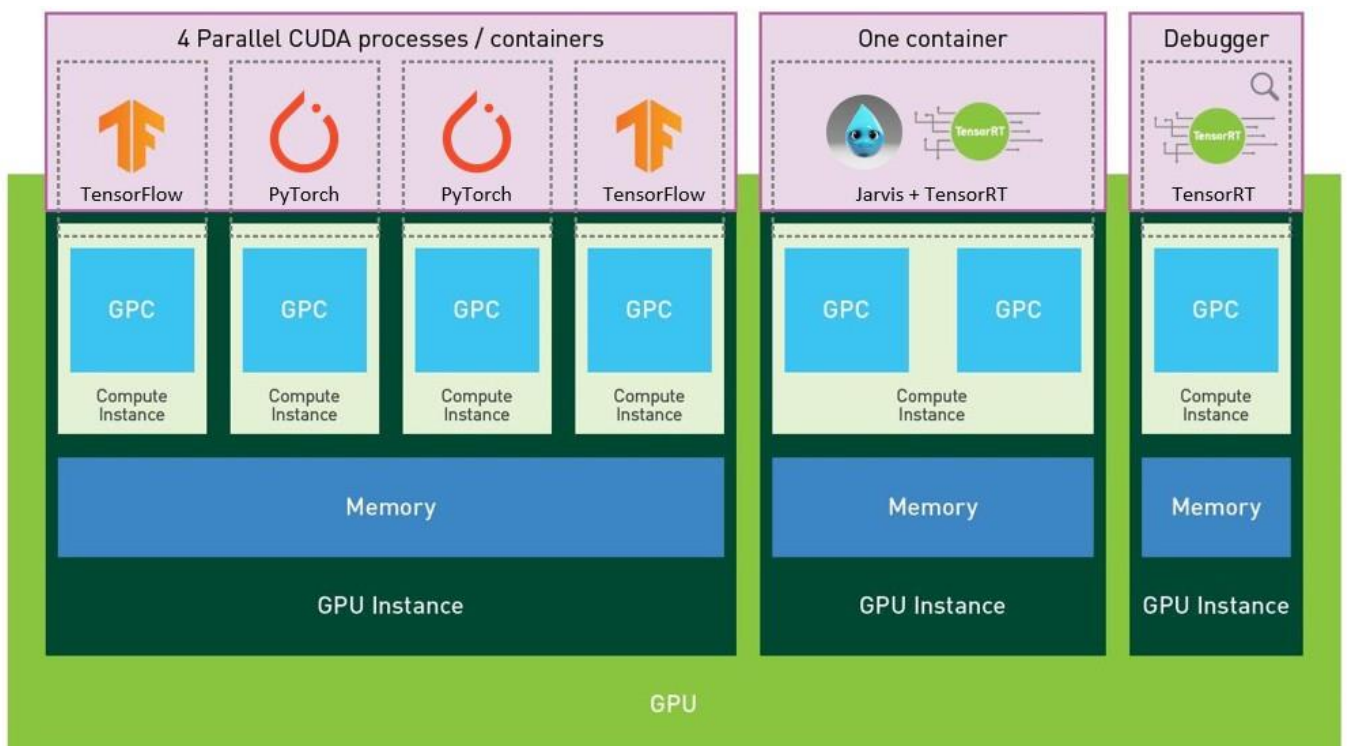 4 Parallel CUDA processes / containers
One container
Debugger
TensorRT
TensorRT
TensorFlow
PyTorch
PyTorch
TensorFlow
Jarvis + TensorRT
TensorRT
GPC
GPC
GPC
GPC
GPC
GPC
GPC
Compute
Instance
Compute
Instance
Compute
Instance
Compute
Instance
Compute
Instance
Compute
Instance
Memory
Memory
Memory
GPU Instance
GPU Instance
GPU Instance
GPU